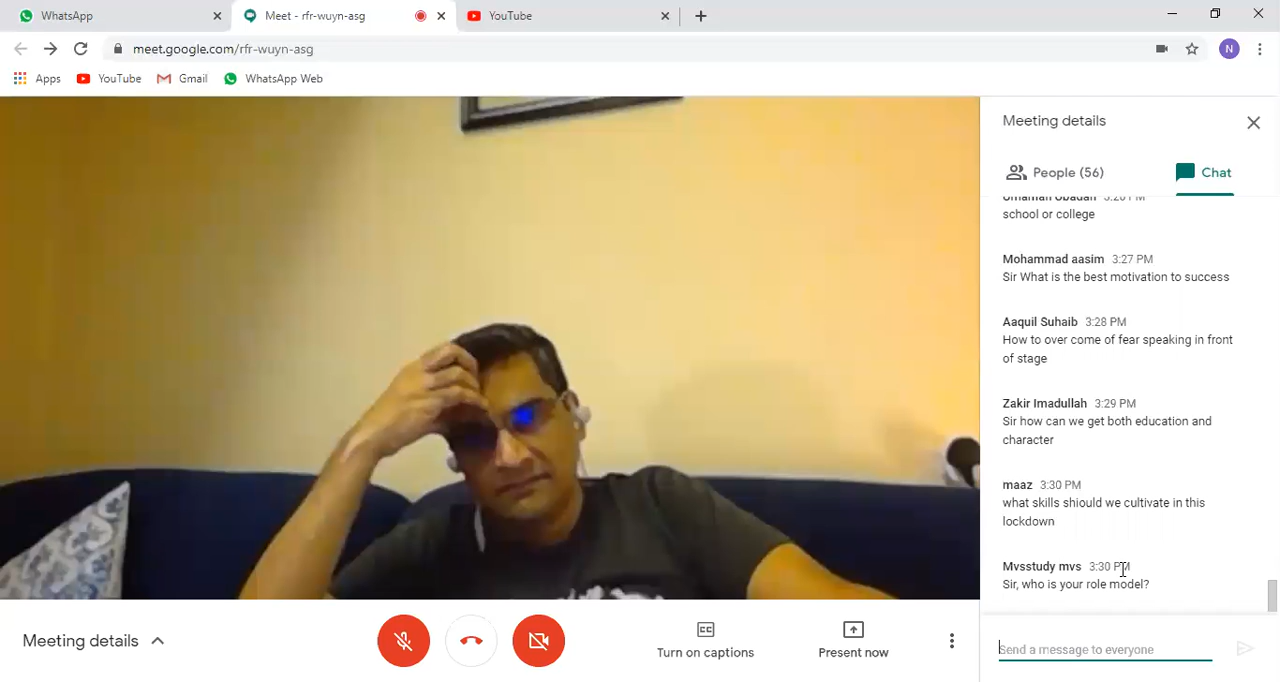 WhatsApp
Meet - rfr-wuyn-asg
YouTube
meet.google.com/rfr-wuyn-asg
N
Apps
YouTube
Gmail
WhatsApp Web
Meeting details
People (56)
Chat
school or college
Mohammad aasim 3:27 PM
Sir What is the best motivation to success
Aaquil Suhaib 3:28 PM
How to over come of fear speaking in front
of stage
Zakir Imadullah 3:29 PM
Sir how can we get both education and
character
maaz 3:30 PM
what skills shiould we cultivate in this
lockdown
Mvsstudy mvs 3:30 PM
Sir, who is your role model?
Send a message to everyone
Meeting details
Turn on captions
Present now